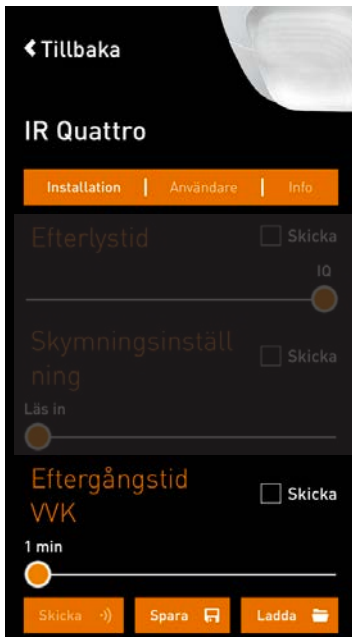 Tillbaka
IR Quattro
Installation | Användare | Info
Efterlystid Skicka
IQ
Skymningsinställ
ning Skicka
Läs in
Eftergångstid
VVK Skicka
1 min
Skicka Spara Ladda